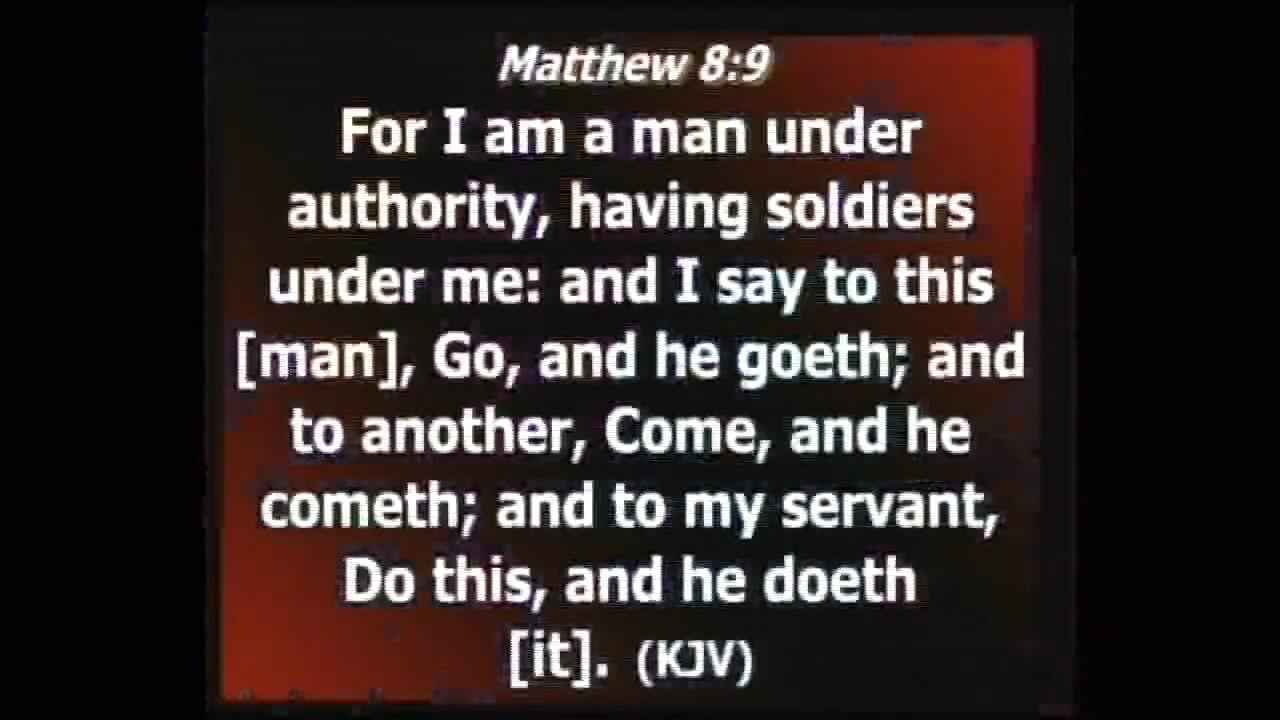 Matthew 8:9
For I am a man under
authority, having soldiers
under me: and I say to this
[man], Go, and he goeth; and
to another, Come, and he
cometh; and to my servant,
Do this, and he doeth
[it]. (KJV)